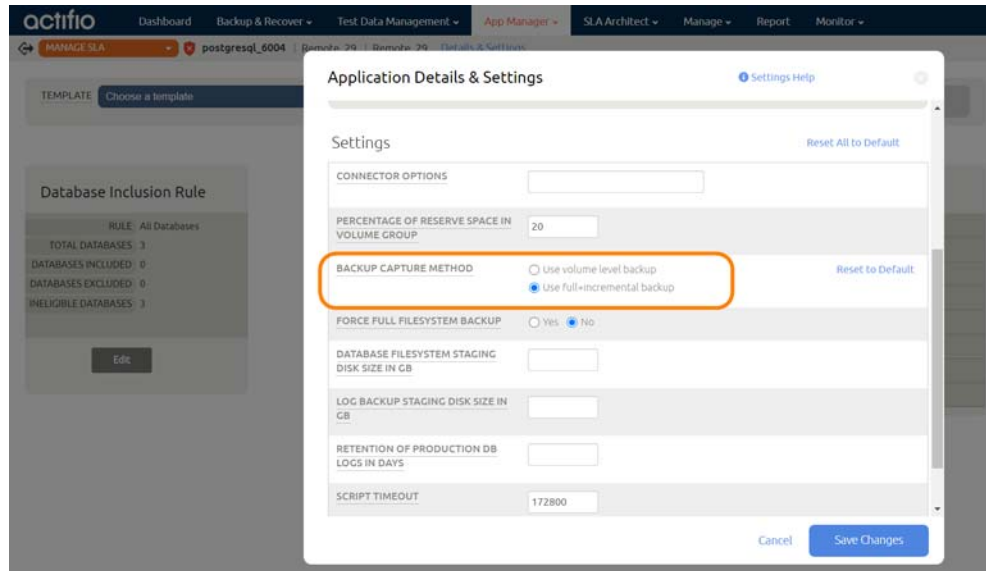 actifio Dashboard Backup & Recover Test Data Management App Manager SLA Architect Manage Report Monitor
MANAGE SLA postgresql_6004 | Remote_29 | Remote_29 Details & Settings
Application Details & Settings Settings Help
TEMPLATE Choose a template
Settings Reset All to Default
CONNECTOR OPTIONS
Database Inclusion Rule
RULE: All Databases
TOTAL DATABASES: 3
DATABASES INCLUDED: 0
DATABASES EXCLUDED: 0
INELIGIBLE DATABASES: 3
Edit
PERCENTAGE OF RESERVE SPACE IN
VOLUME GROUP
20
BACKUP CAPTURE METHOD Use volume level backup Reset to Default
Use full+incremental backup
FORCE FULL FILESYSTEM BACKUP Yes No
DATABASE FILESYSTEM STAGING
DISK SIZE IN GB
LOG BACKUP STAGING DISK SIZE IN
GB
RETENTION OF PRODUCTION DB
LOGS IN DAYS
SCRIPT TIMEOUT 172800
Cancel Save Changes